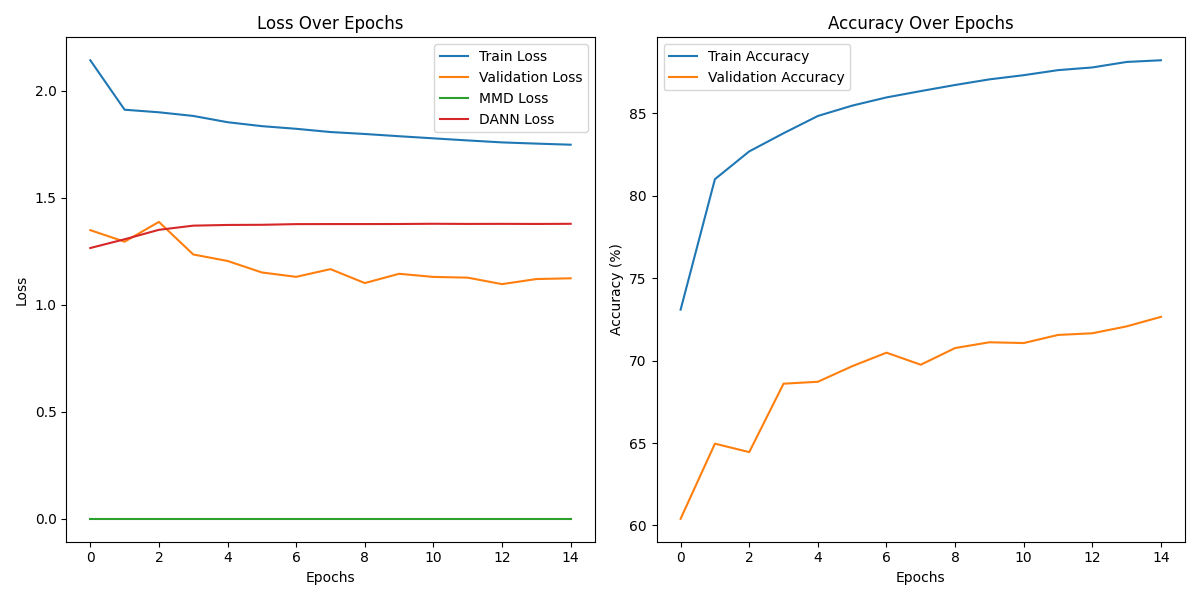 Loss Over Epochs
Train Loss
Validation Loss
MMD Loss
DANN Loss
2.0
1.5
1.0
0.5
0.0
Loss
0 2 4 6 8 10 12 14
Epochs
Accuracy Over Epochs
Train Accuracy
Validation Accuracy
85
80
75
70
65
60
Accuracy (%)
0 2 4 6 8 10 12 14
Epochs